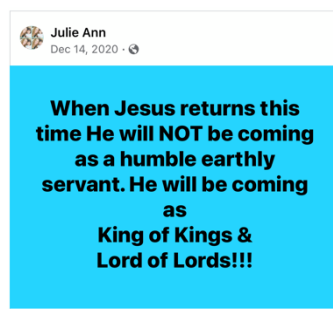 Julie Ann
Dec 14, 2020 ·
When Jesus returns this
time He will NOT be coming
as a humble earthly
servant. He will be coming
as
King of Kings &
Lord of Lords!!!